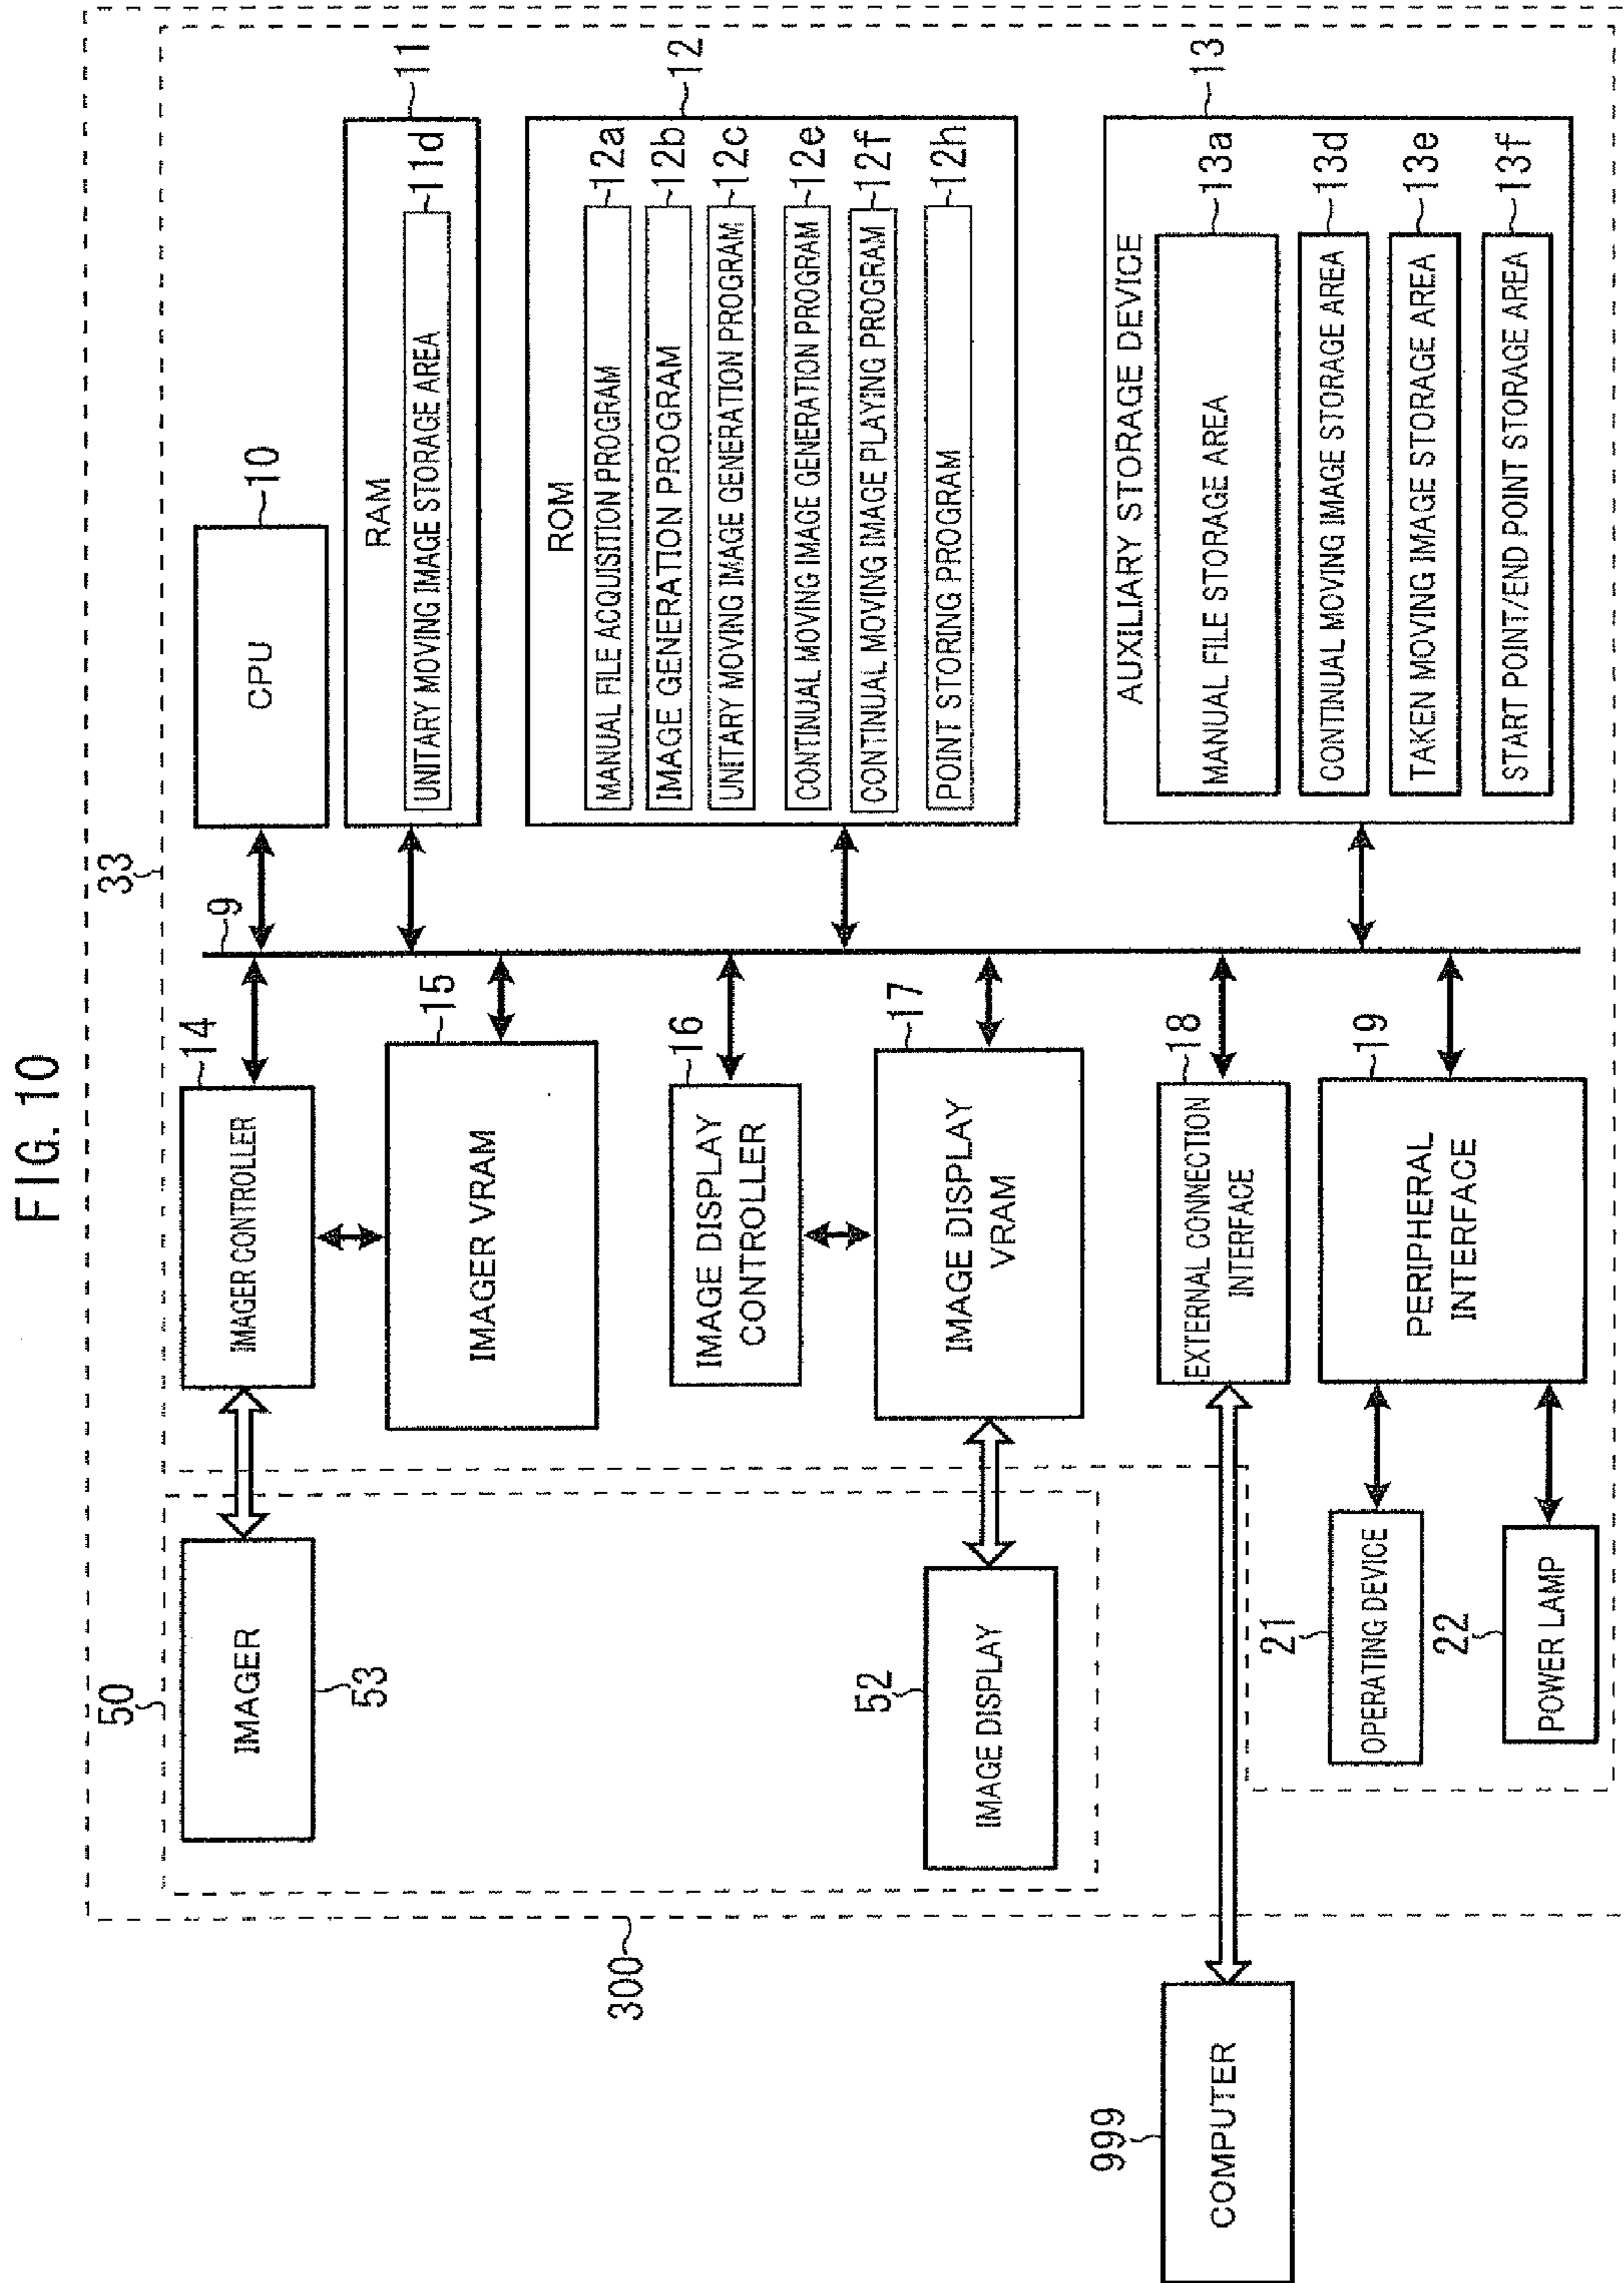 FIG. 10
300
50
IMAGER
53
52
IMAGE DISPLAY
33
9
14
IMAGER CONTROLLER
15
IMAGER VRAM
16
IMAGE DISPLAY
CONTROLLER
17
IMAGE DISPLAY
VRAM
18
EXTERNAL CONNECTION
INTERFACE
19
PERIPHERAL
INTERFACE
21
OPERATING DEVICE
22
POWER LAMP
999
COMPUTER
CPU
10
RAM
11
UNITARY MOVING IMAGE STORAGE AREA
11d
ROM
12
MANUAL FILE ACQUISITION PROGRAM
12a
IMAGE GENERATION PROGRAM
12b
UNITARY MOVING IMAGE GENERATION PROGRAM
12c
CONTINUAL MOVING IMAGE GENERATION PROGRAM
12e
CONTINUAL MOVING IMAGE PLAYING PROGRAM
12f
POINT STORING PROGRAM
12h
AUXILIARY STORAGE DEVICE
13
MANUAL FILE STORAGE AREA
13a
CONTINUAL MOVING IMAGE STORAGE AREA
13d
TAKEN MOVING IMAGE STORAGE AREA
13e
START POINT/END POINT STORAGE AREA
13f